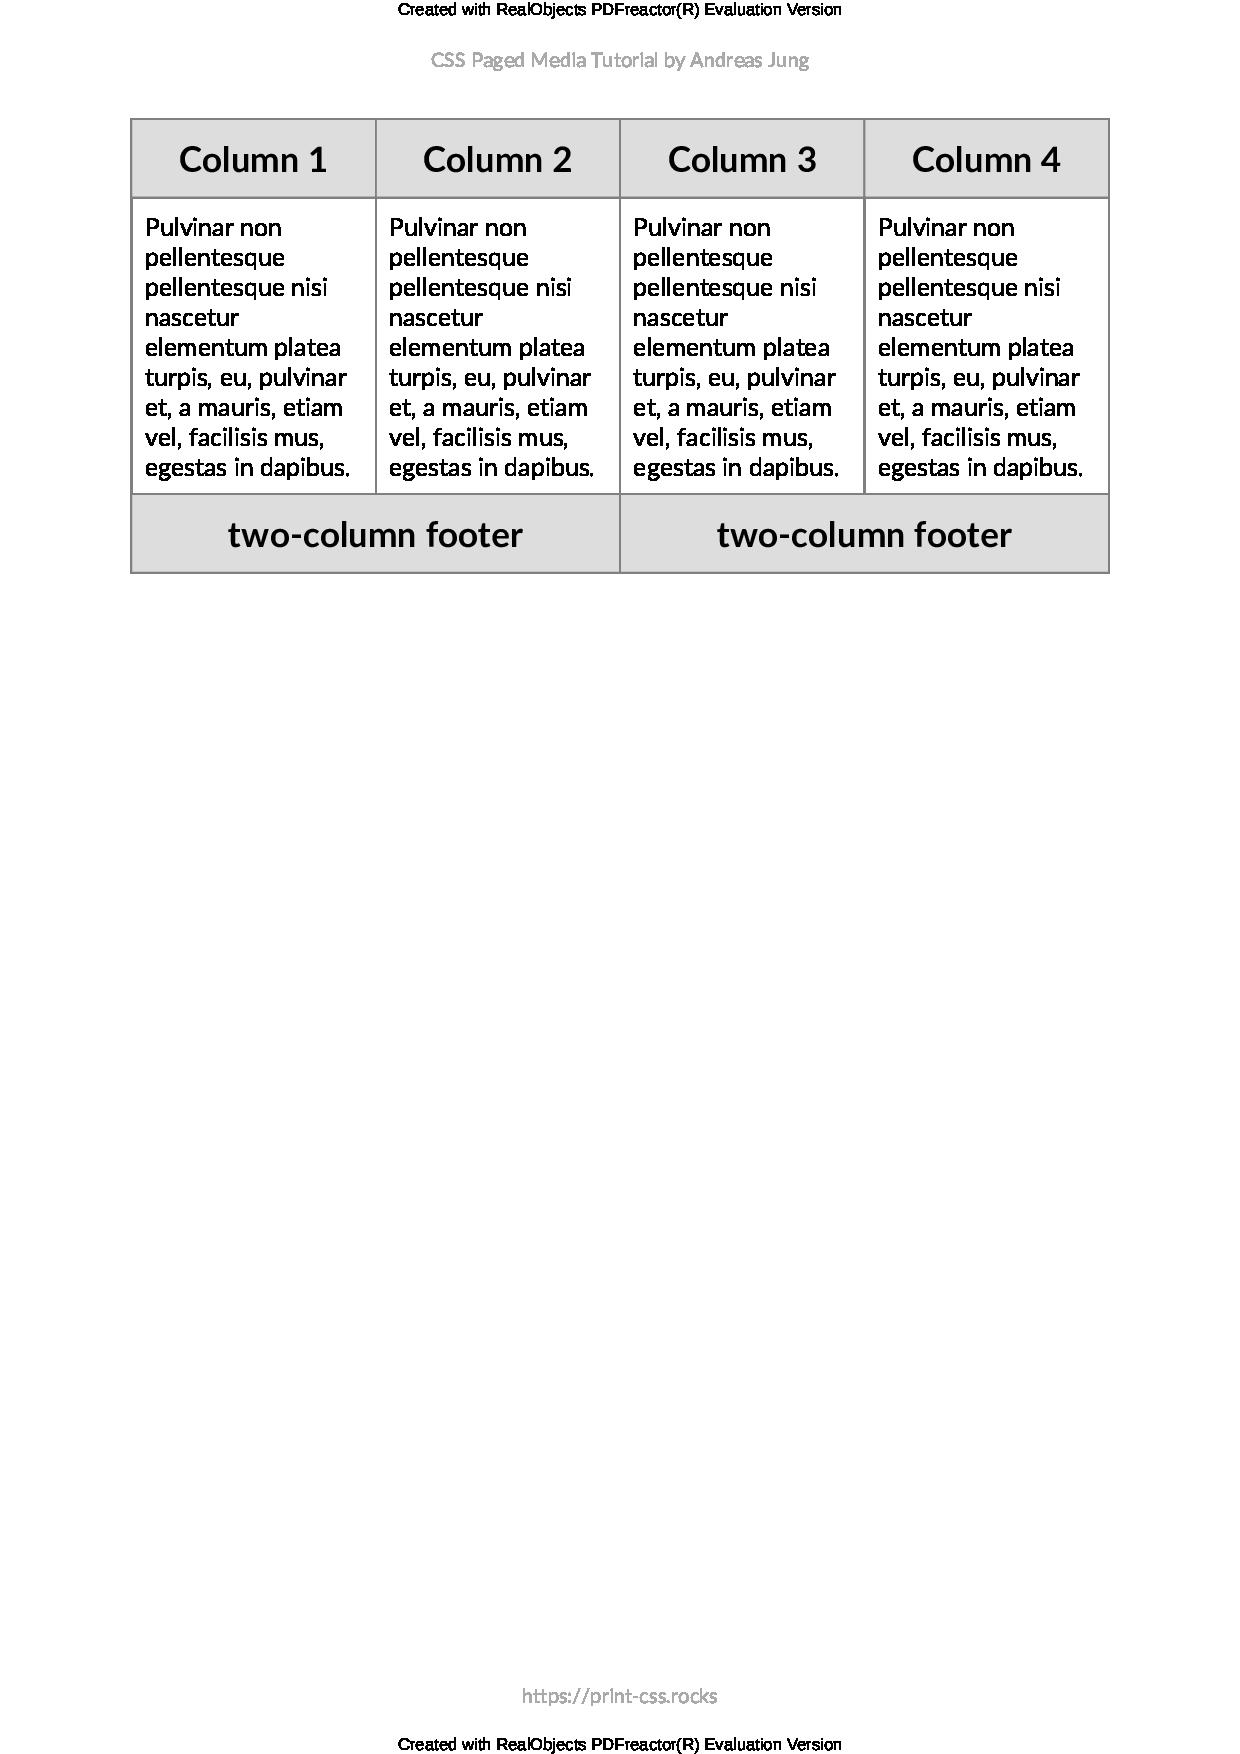 Created with RealObjects PDFreactor(R) Evaluation Version
CSS Paged Media Tutorial by Andreas Jung
Column 1 Column 2 Column 3 Column 4
Pulvinar non
pellentesque
pellentesque nisi
nascetur
elementum platea
turpis, eu, pulvinar
et, a mauris, etiam
vel, facilisis mus,
egestas in dapibus.
Pulvinar non
pellentesque
pellentesque nisi
nascetur
elementum platea
turpis, eu, pulvinar
et, a mauris, etiam
vel, facilisis mus,
egestas in dapibus.
Pulvinar non
pellentesque
pellentesque nisi
nascetur
elementum platea
turpis, eu, pulvinar
et, a mauris, etiam
vel, facilisis mus,
egestas in dapibus.
Pulvinar non
pellentesque
pellentesque nisi
nascetur
elementum platea
turpis, eu, pulvinar
et, a mauris, etiam
vel, facilisis mus,
egestas in dapibus.
two-column footer two-column footer
https://print-css.rocks
Created with RealObjects PDFreactor(R) Evaluation Version